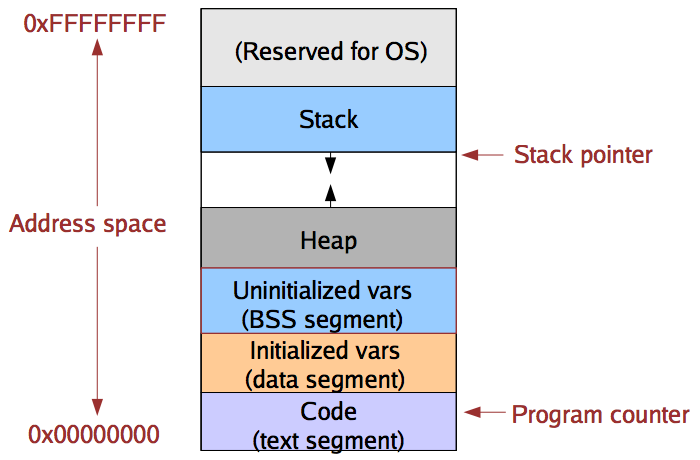 0xFFFFFFFF
(Reserved for OS)
Stack
Stack pointer
Address space
Heap
Uninitialized vars
(BSS segment)
Initialized vars
(data segment)
Code
(text segment)
Program counter
0x00000000